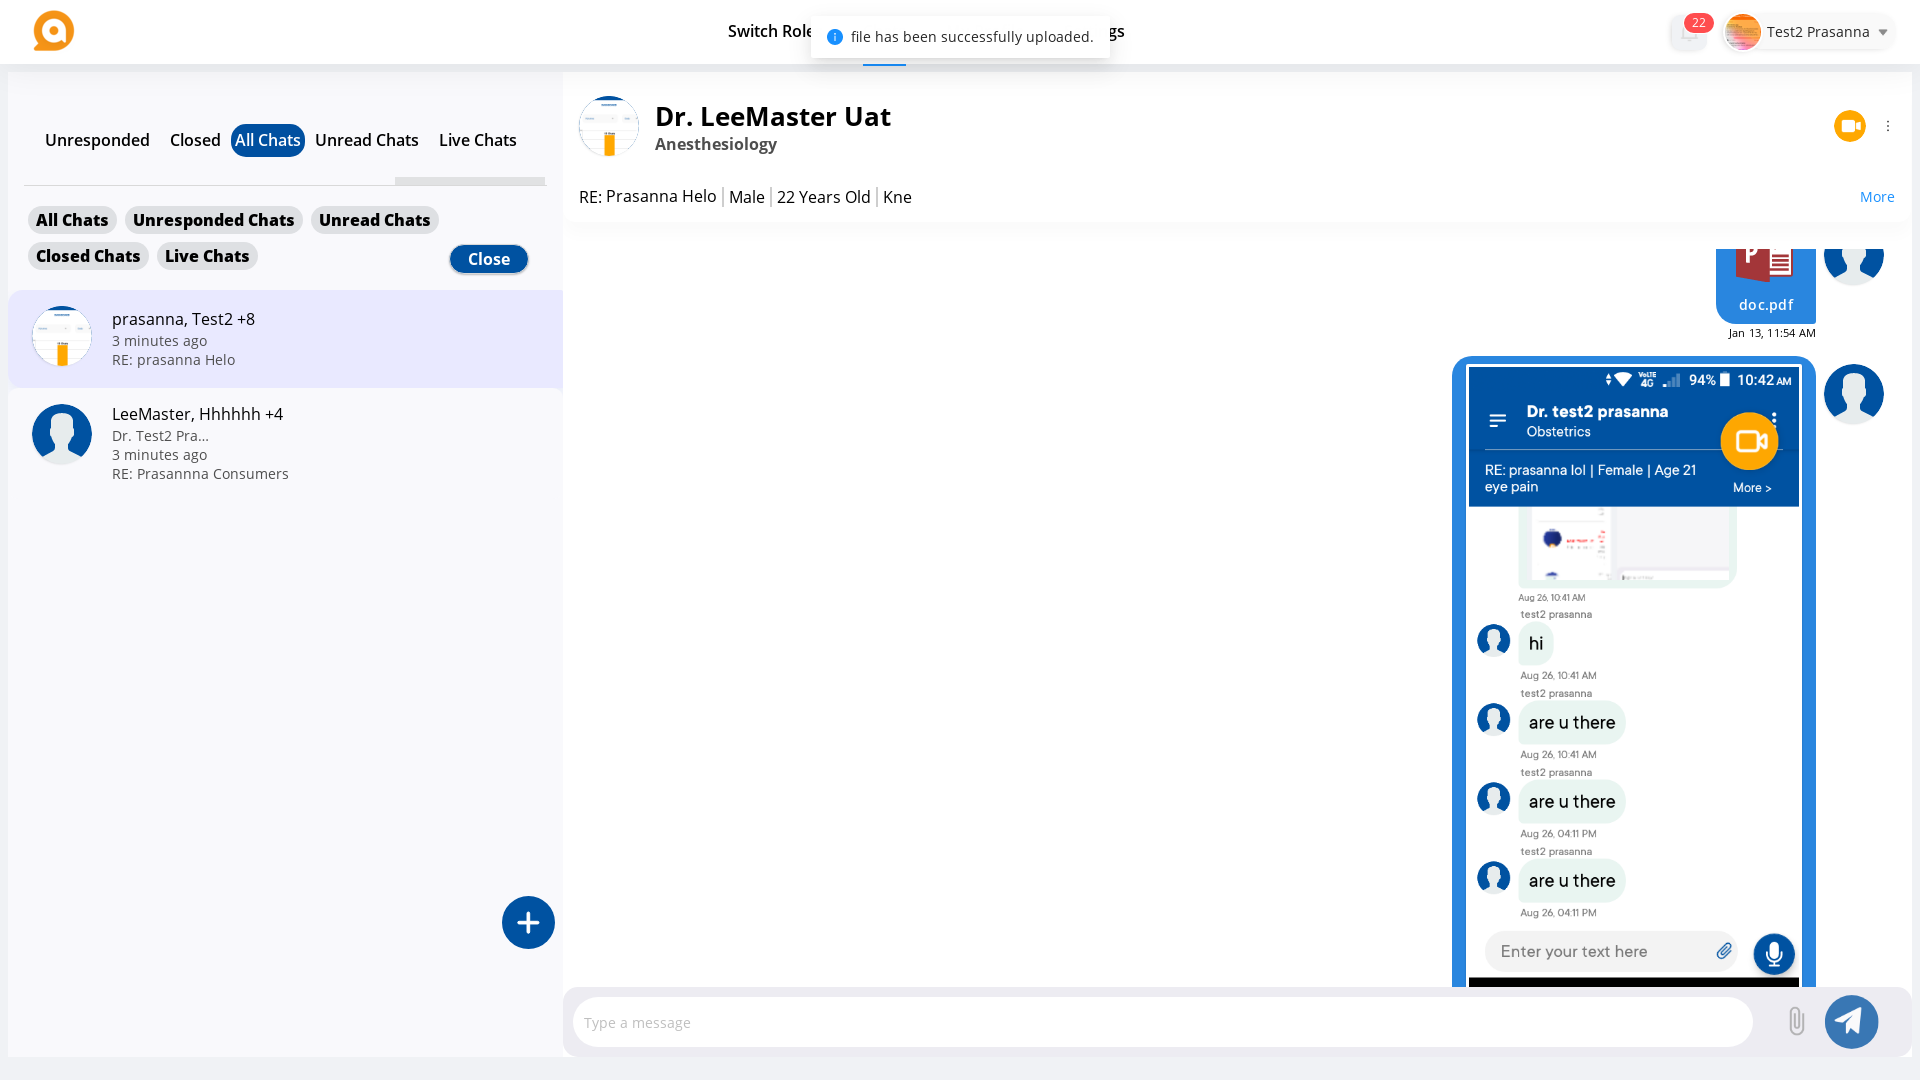 Switch Role
file has been successfully uploaded.
gs
22
Test2 Prasanna
Unresponded
Closed
All Chats
Unread Chats
Live Chats
All Chats
Unresponded Chats
Unread Chats
Closed Chats
Live Chats
Close
prasanna, Test2 +8
3 minutes ago
RE: prasanna Helo
LeeMaster, Hhhhhh +4
Dr. Test2 Pra...
3 minutes ago
RE: Prasannna Consumers
Dr. LeeMaster Uat
Anesthesiology
RE: Prasanna Helo
Male
22 Years Old
Kne
More
doc.pdf
Jan 13, 11:54 AM
VoLTE
4G
94%
10:42 AM
Dr. test2 prasanna
Obstetrics
RE: prasanna lol | Female | Age 21
eye pain
More >
Aug 26, 10:41 AM
test2 prasanna
hi
Aug 26, 10:41 AM
test2 prasanna
are u there
Aug 26, 10:41 AM
test2 prasanna
are u there
Aug 26, 04:11 PM
test2 prasanna
are u there
Aug 26, 04:11 PM
Enter your text here
Type a message